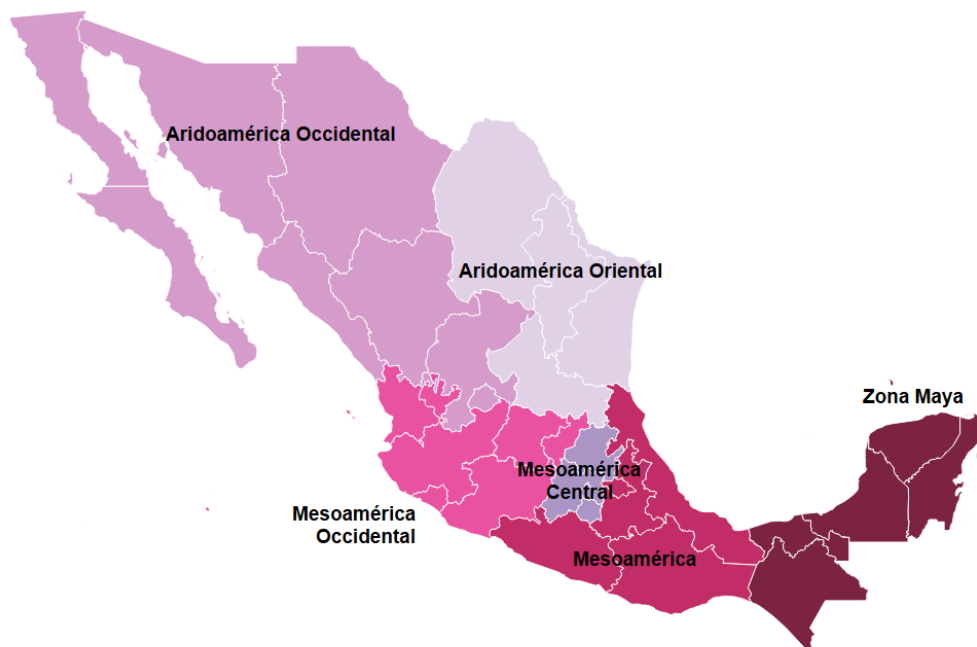 Aridoamérica Occidental
Aridoamérica Oriental
Zona Maya
Mesoamérica
Central
Mesoamérica
Occidental
Mesoamérica